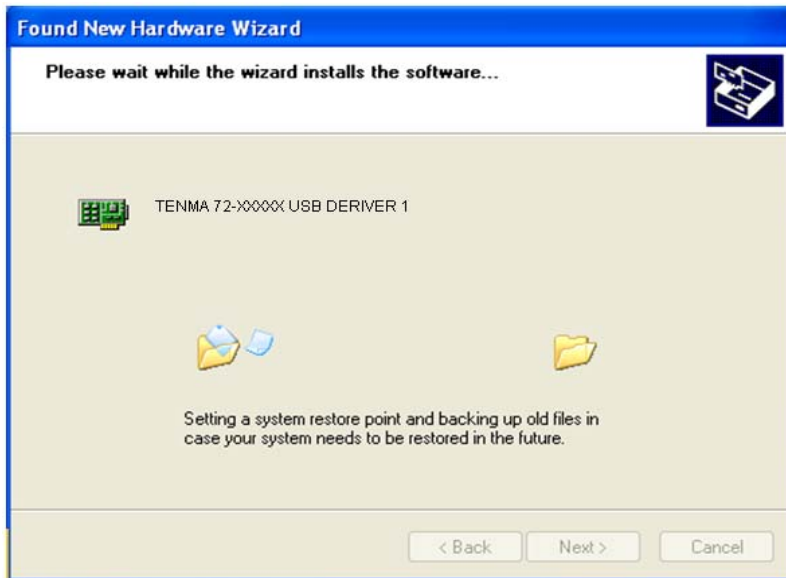 Found New Hardware Wizard
Please wait while the wizard installs the software...
TENMA 72-XXXXX USB DERIVER 1
Setting a system restore point and backing up old files in
case your system needs to be restored in the future.
< Back
Next >
Cancel